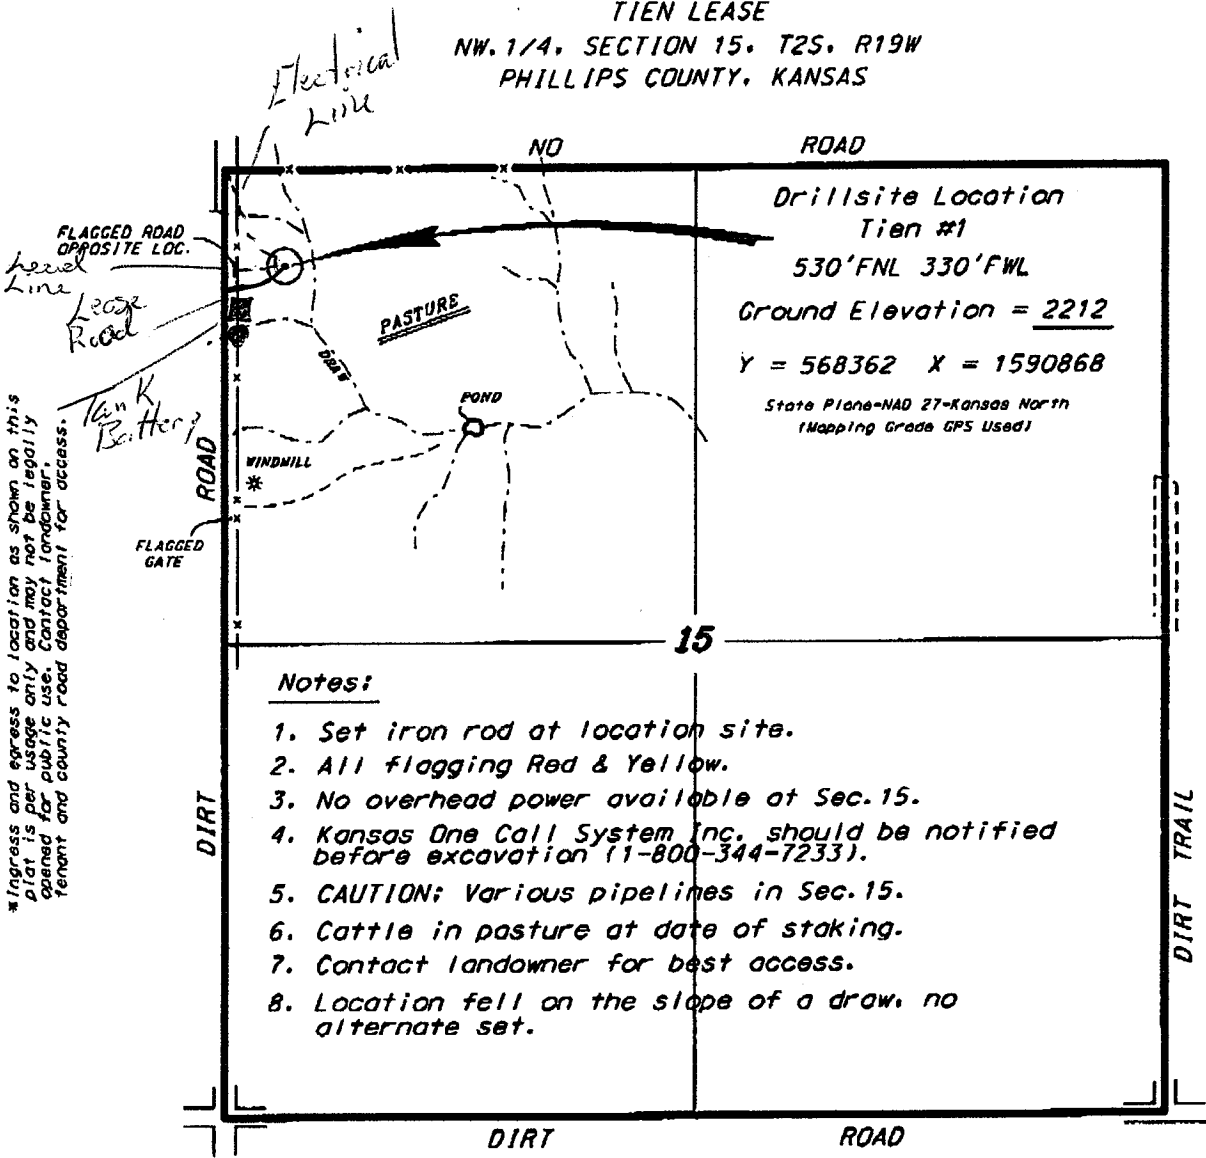 TIEN LEASE
NW. 1/4, SECTION 15, T2S, R19W
PHILLIPS COUNTY, KANSAS
Electrical
Line
NO ROAD
Drillsite Location
Tien #1
530'FNL 330'FWL
Ground Elevation = 2212
Y = 568362 X = 1590868
State Plane-NAD 27-Kansas North
(Mapping Grade GPS Used)
FLAGGED ROAD
OPPOSITE LOC.
Line
Lease
Road
Tank
Battery
PASTURE
DRAW
POND
WINDMILL
ROAD
FLAGGED
GATE
*Ingress and egress to location as shown on this
plat is per usage only and may not be legally
opened for public use. Contact landowner,
tenant and county road department for access.
15
Notes:
1. Set iron rod at location site.
2. All flagging Red & Yellow.
3. No overhead power available at Sec. 15.
4. Kansas One Call System Inc. should be notified
before excavation (1-800-344-7233).
5. CAUTION: Various pipelines in Sec. 15.
6. Cattle in pasture at date of staking.
7. Contact landowner for best access.
8. Location fell on the slope of a draw, no
alternate set.
DIRT
DIRT TRAIL
DIRT ROAD